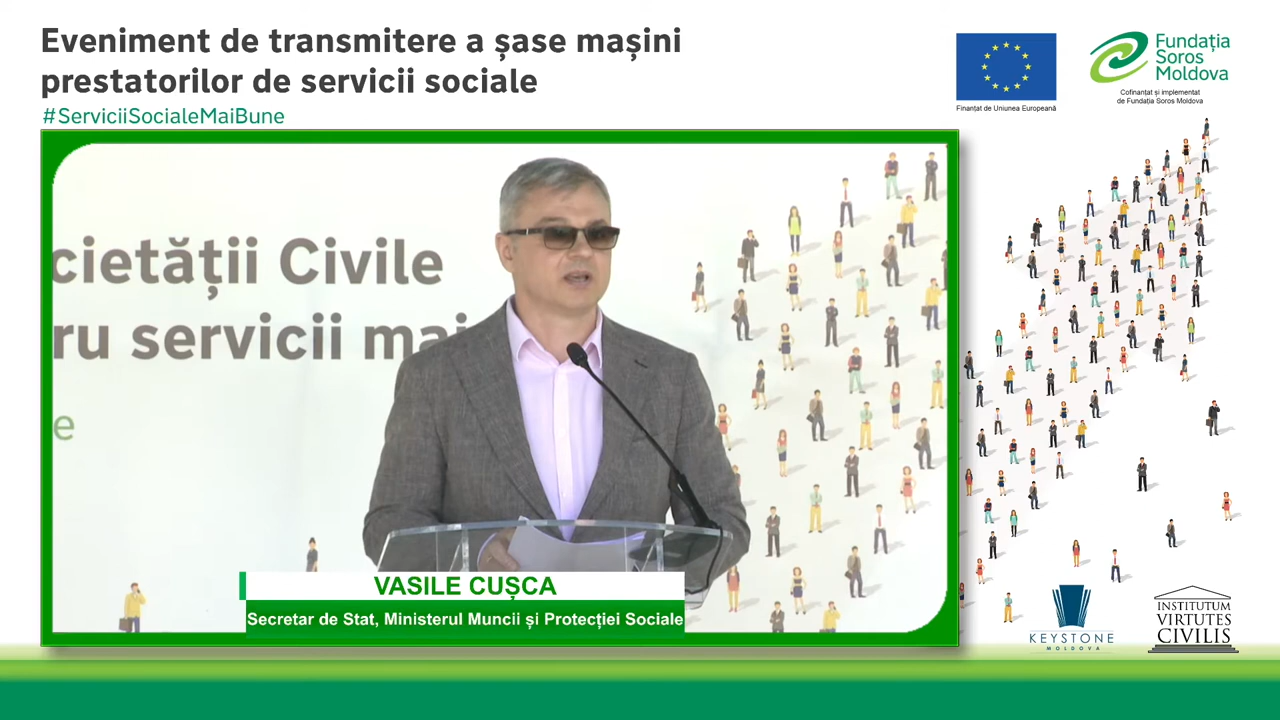 Eveniment de transmitere a șase mașini
prestatorilor de servicii sociale
#ServiciiSocialeMaiBune
Finanțat de Uniunea Europeană
Fundația
Soros
Moldova
Cofinanțat și implementat
de Fundația Soros Moldova
cietății Civile
ru servicii mai
e
VASILE CUȘCA
Secretar de Stat, Ministerul Muncii și Protecției Sociale
KEYSTONE
MOLDOVA
INSTITUTUM
VIRTUTES
CIVILIS